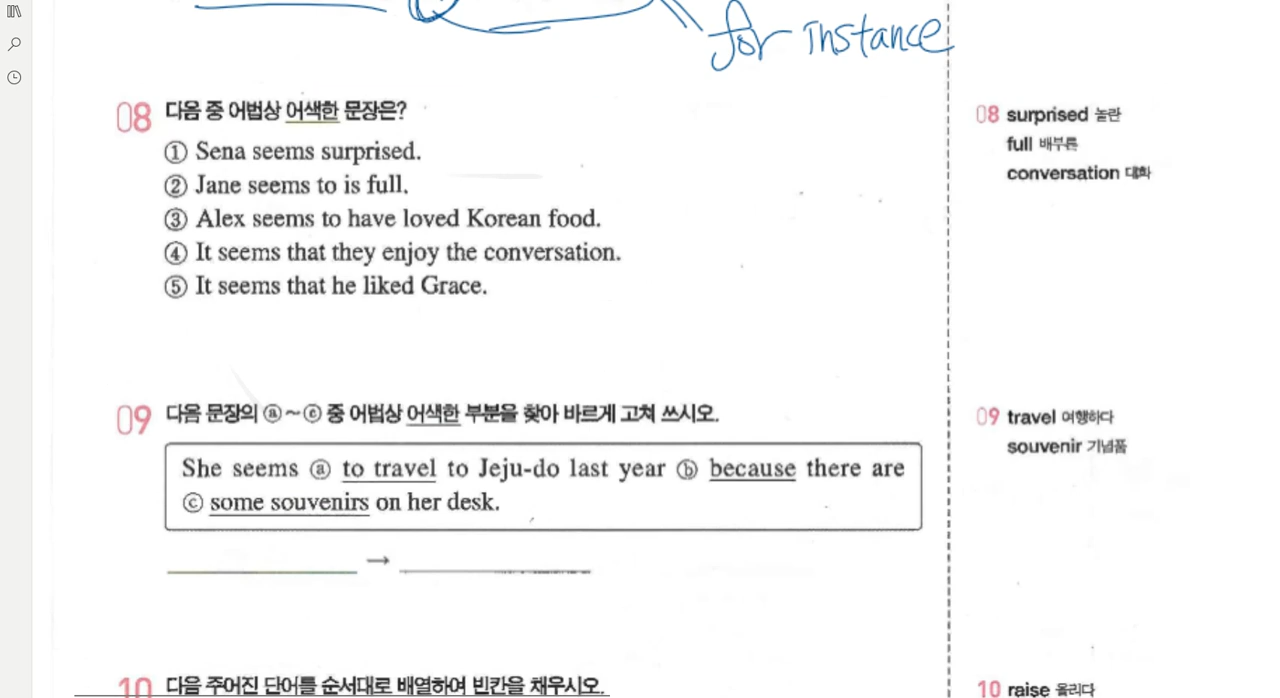 for instance
08 다음 중 어법상 어색한 문장은?
① Sena seems surprised.
② Jane seems to is full.
③ Alex seems to have loved Korean food.
④ It seems that they enjoy the conversation.
⑤ It seems that he liked Grace.
08 surprised 놀란
full 배부른
conversation 대화
09 다음 문장의 ⓐ~ⓒ 중 어법상 어색한 부분을 찾아 바르게 고쳐 쓰시오.
She seems ⓐ to travel to Jeju-do last year ⓑ because there are
ⓒ some souvenirs on her desk.
→
09 travel 여행하다
souvenir 기념품
10 다음 주어진 단어를 순서대로 배열하여 빈칸을 채우시오.
10 raise 올리다